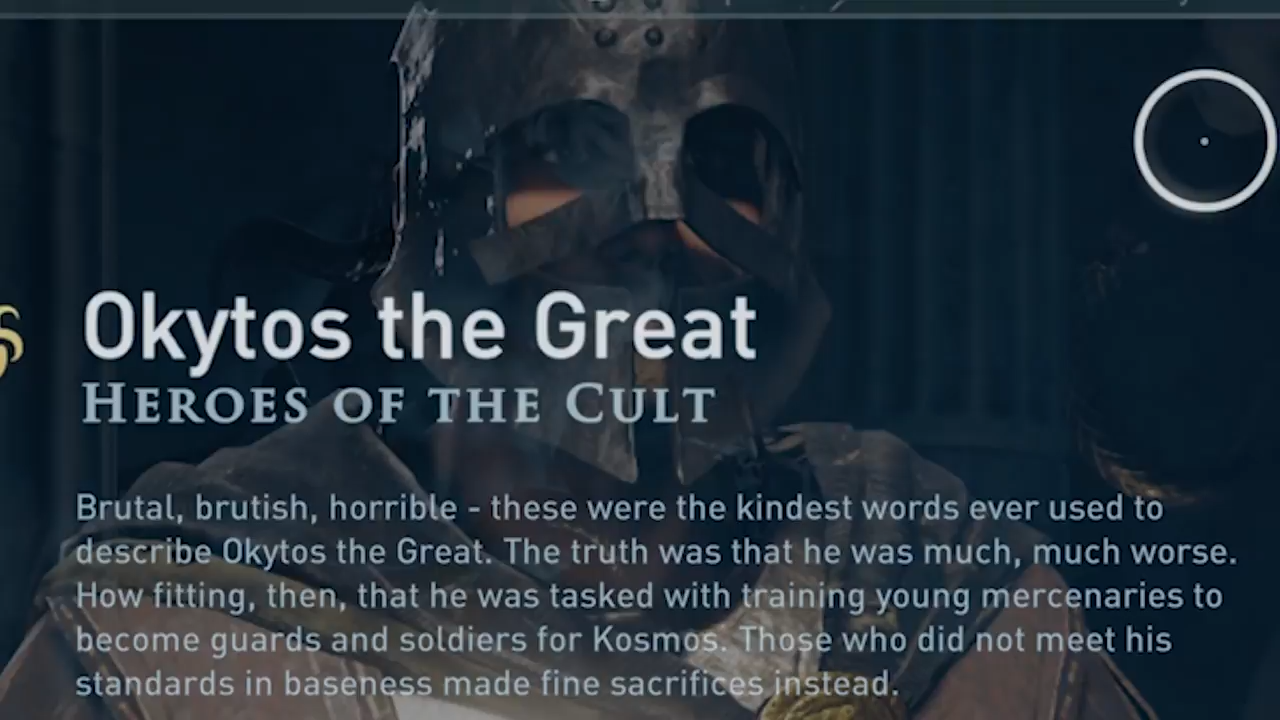 Okytos the Great
HEROES OF THE CULT
Brutal, brutish, horrible - these were the kindest words ever used to
describe Okytos the Great. The truth was that he was much, much worse.
How fitting, then, that he was tasked with training young mercenaries to
become guards and soldiers for Kosmos. Those who did not meet his
standards in baseness made fine sacrifices instead.